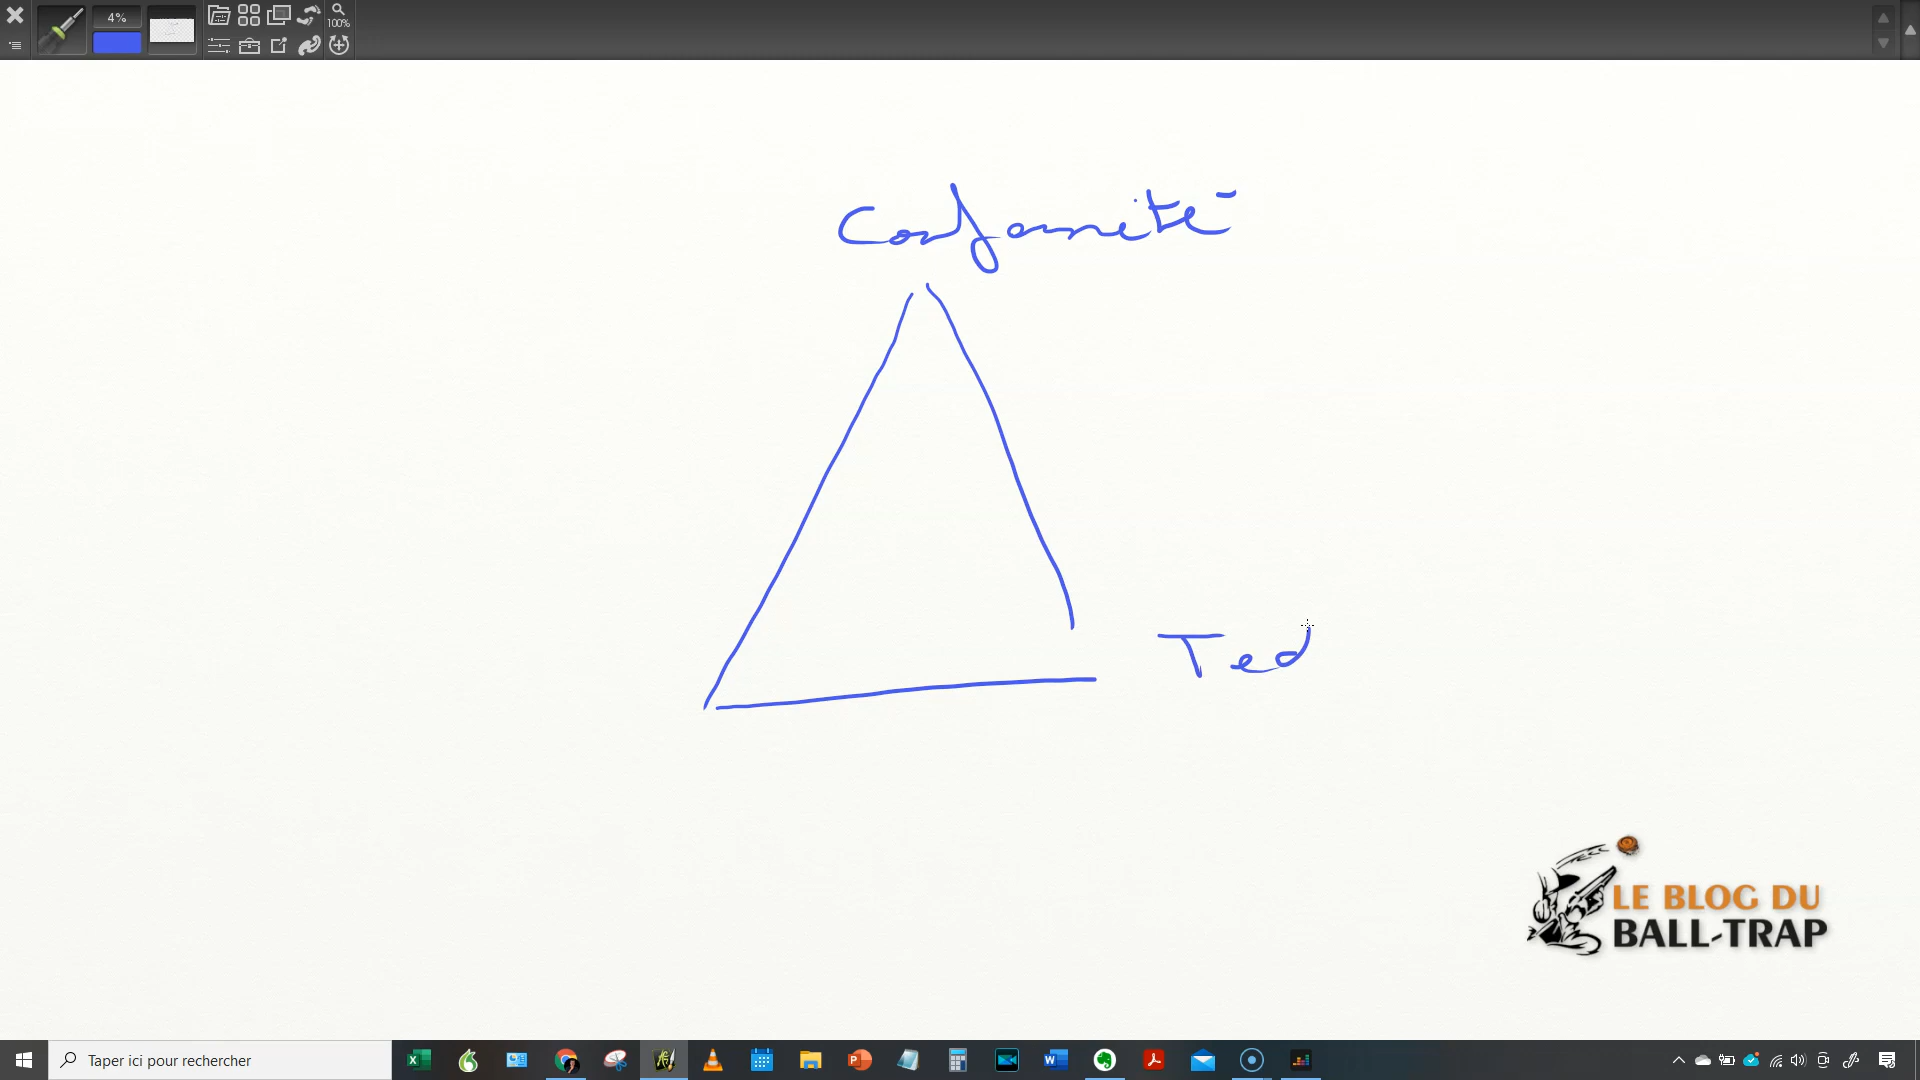 4%
100%
Conformité
Ted
LE BLOG DU
BALL-TRAP
Taper ici pour rechercher